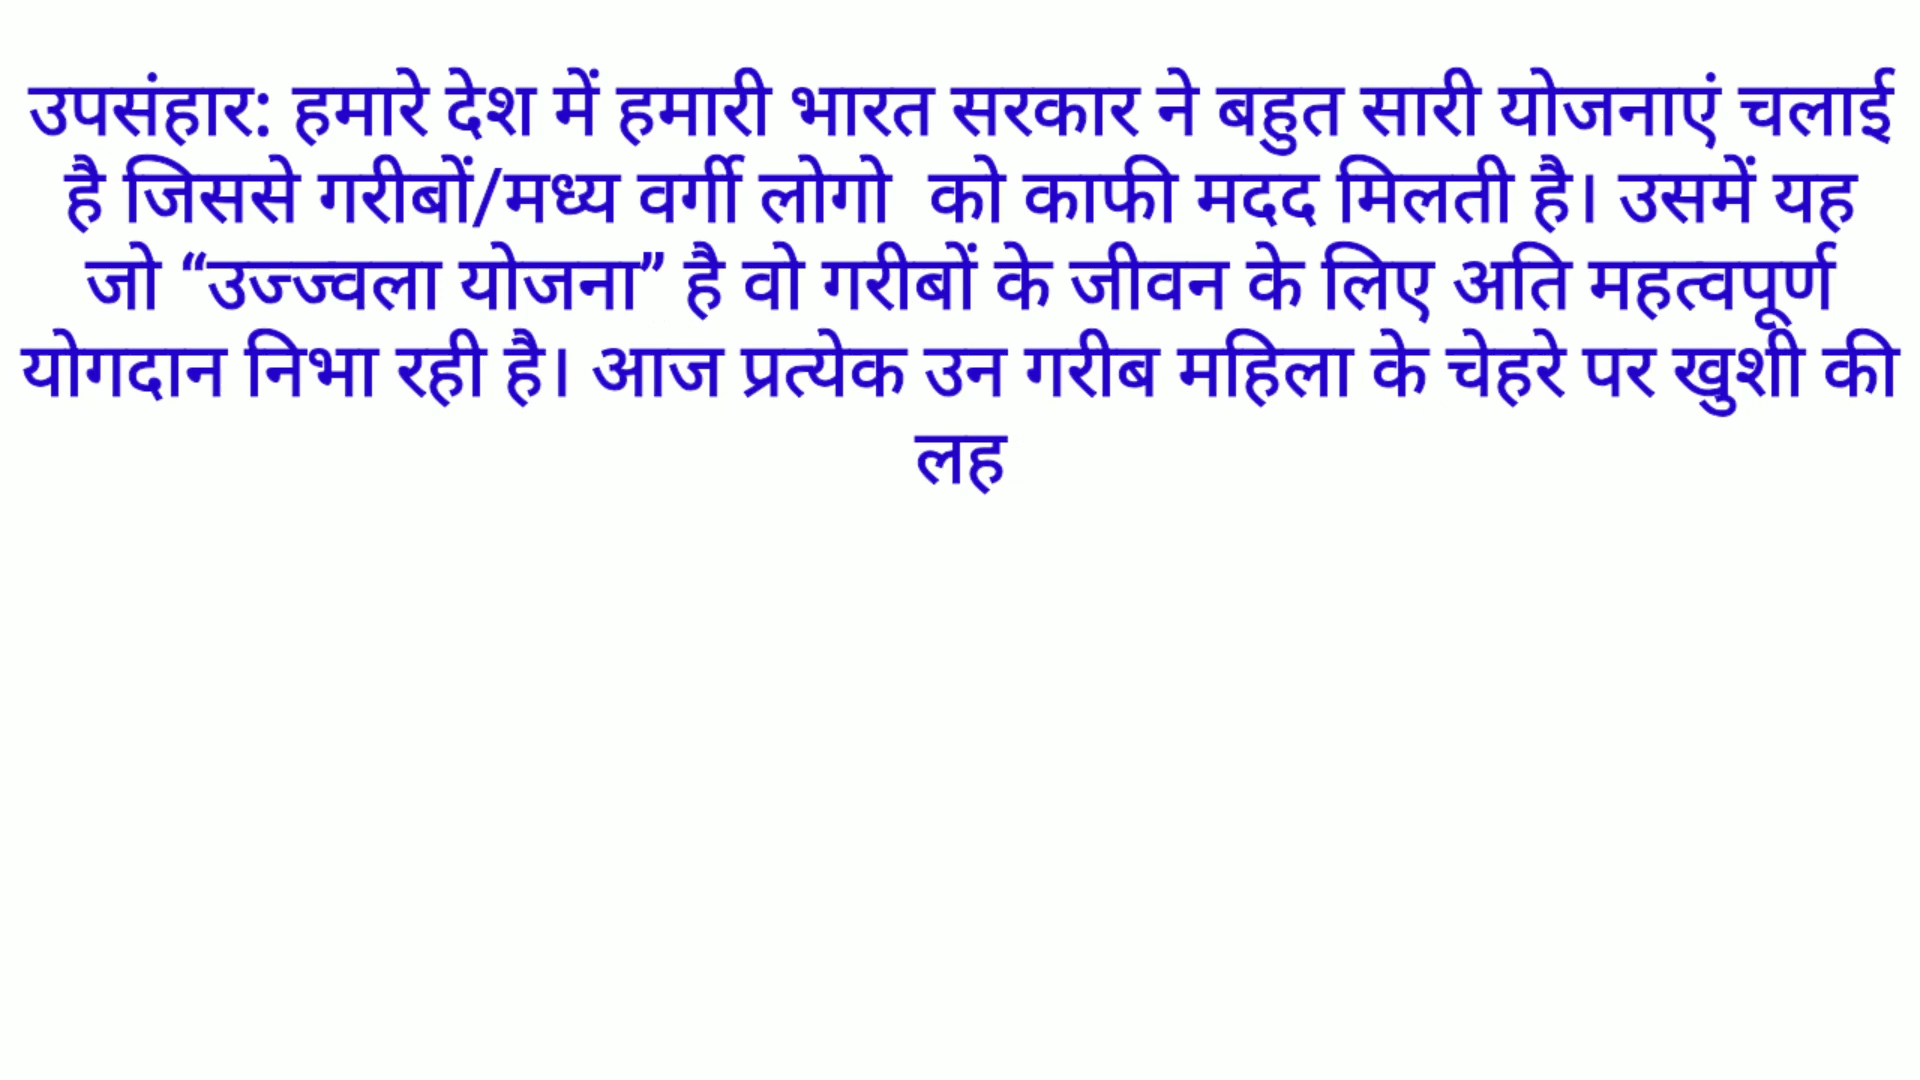 उपसंहार: हमारे देश में हमारी भारत सरकार ने बहुत सारी योजनाएं चलाई
है जिससे गरीबों/मध्य वर्गी लोगो  को काफी मदद मिलती है। उसमें यह
जो “उज्ज्वला योजना” है वो गरीबों के जीवन के लिए अति महत्वपूर्ण
योगदान निभा रही है। आज प्रत्येक उन गरीब महिला के चेहरे पर खुशी की
लह